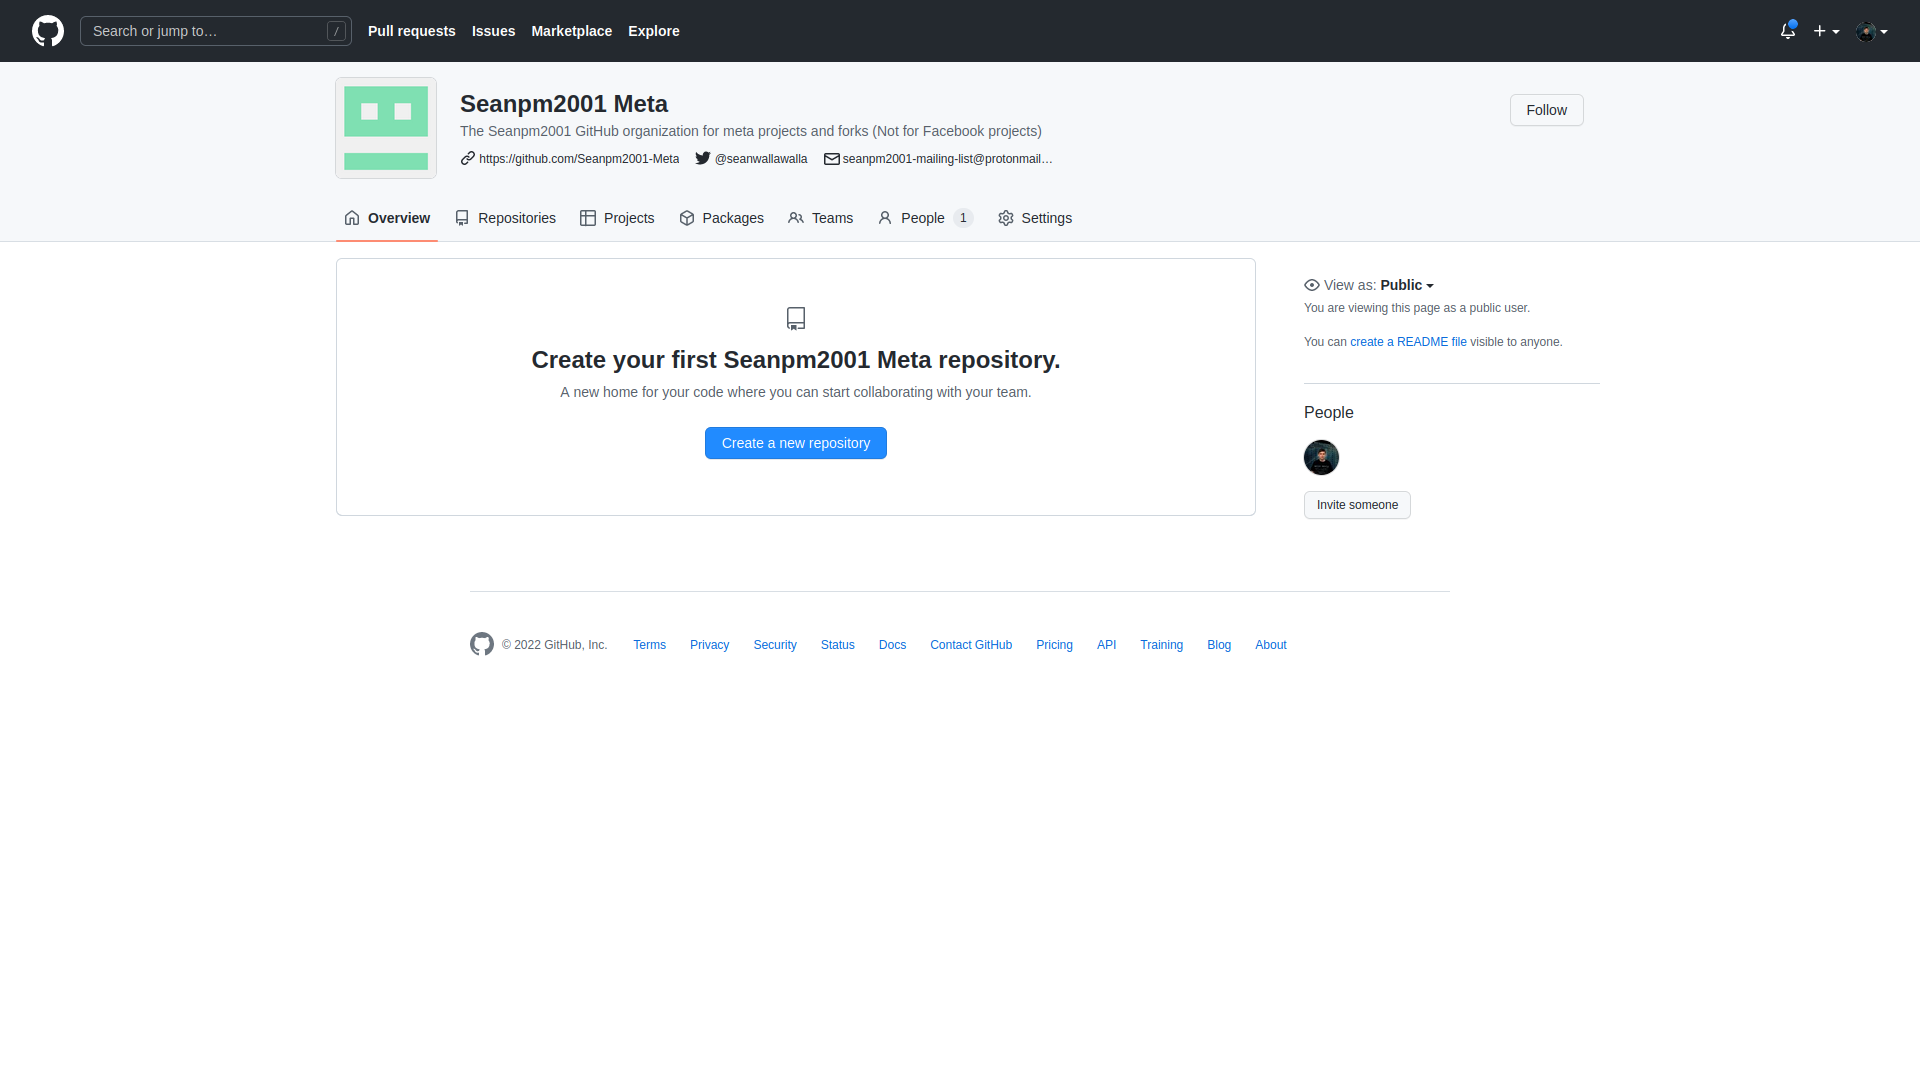 Search or jump to…
/
Pull requests
Issues
Marketplace
Explore
Seanpm2001 Meta
The Seanpm2001 GitHub organization for meta projects and forks (Not for Facebook projects)
https://github.com/Seanpm2001-Meta
@seanwallawalla
seanpm2001-mailing-list@protonmail…
Follow
Overview
Repositories
Projects
Packages
Teams
People 1
Settings
Create your first Seanpm2001 Meta repository.
A new home for your code where you can start collaborating with your team.
Create a new repository
View as: Public
You are viewing this page as a public user.
You can create a README file visible to anyone.
People
Invite someone
© 2022 GitHub, Inc.
Terms
Privacy
Security
Status
Docs
Contact GitHub
Pricing
API
Training
Blog
About